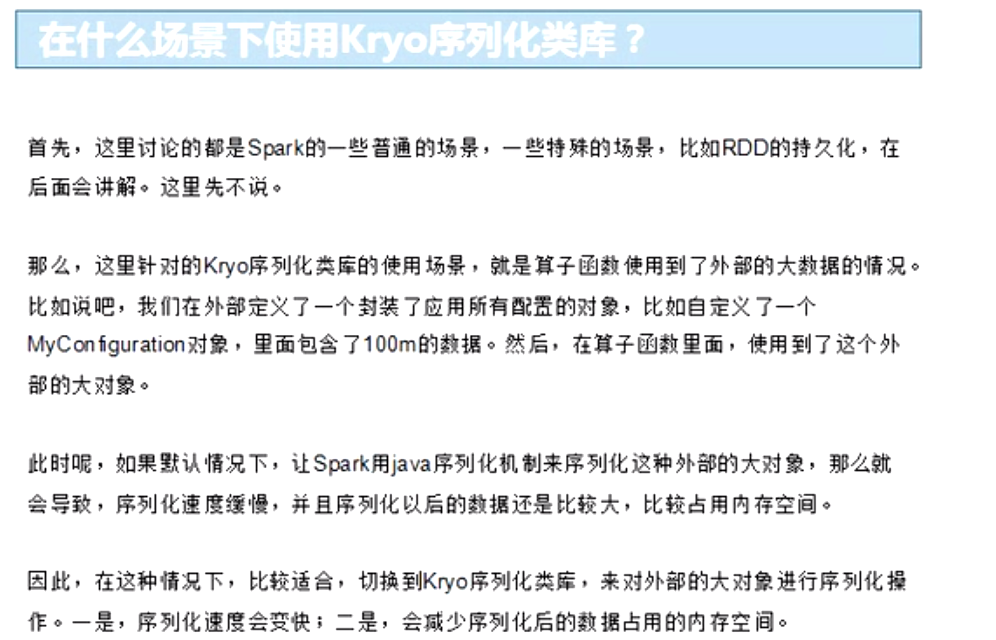 在什么场景下使用Kryo序列化类库？
首先，这里讨论的都是Spark的一些普通的场景，一些特殊的场景，比如RDD的持久化，在
后面会讲解。这里先不说。
那么，这里针对的Kryo序列化类库的使用场景，就是算子函数使用到了外部的大数据的情况。
比如说吧，我们在外部定义了一个封装了应用所有配置的对象，比如自定义了一个
MyConfiguration对象，里面包含了100m的数据。然后，在算子函数里面，使用到了这个外
部的大对象。
此时呢，如果默认情况下，让Spark用java序列化机制来序列化这种外部的大对象，那么就
会导致，序列化速度缓慢，并且序列化以后的数据还是比较大，比较占用内存空间。
因此，在这种情况下，比较适合，切换到Kryo序列化类库，来对外部的大对象进行序列化操
作。一是，序列化速度会变快；二是，会减少序列化后的数据占用的内存空间。